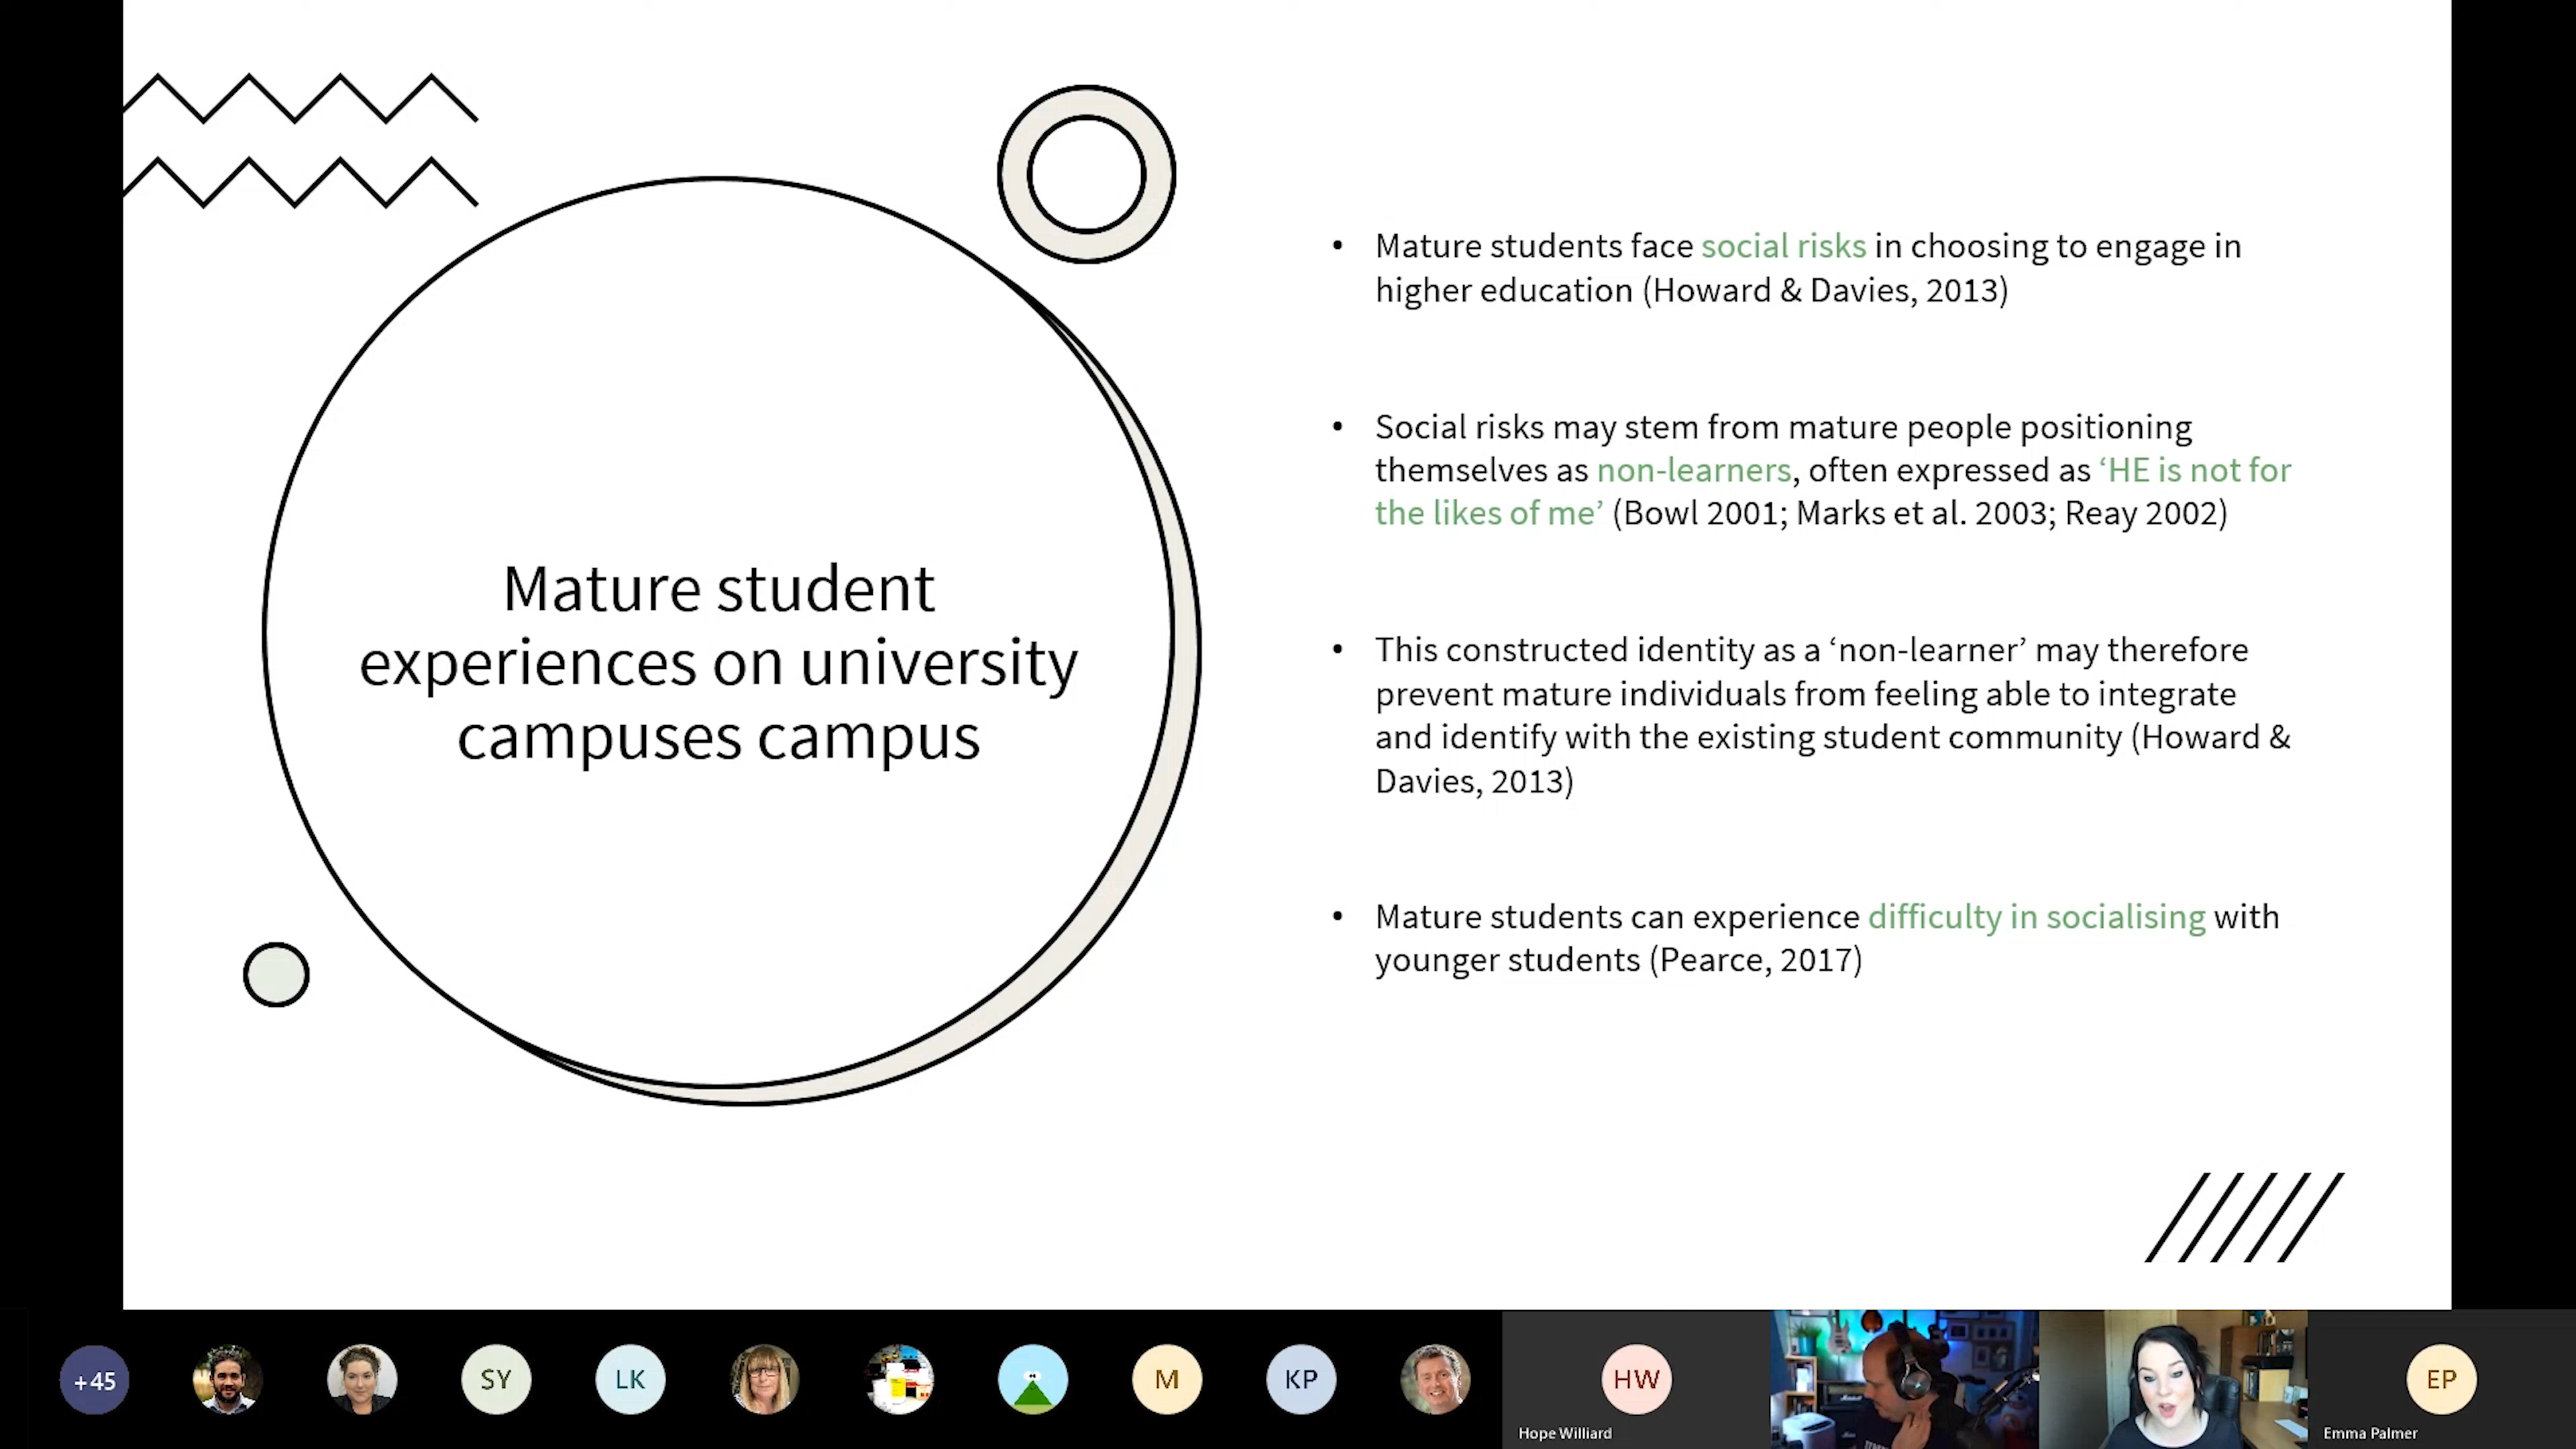 Mature student
experiences on university
campuses campus
• Mature students face social risks in choosing to engage in
higher education (Howard & Davies, 2013)
• Social risks may stem from mature people positioning
themselves as non-learners, often expressed as ‘HE is not for
the likes of me’ (Bowl 2001; Marks et al. 2003; Reay 2002)
• This constructed identity as a ‘non-learner’ may therefore
prevent mature individuals from feeling able to integrate
and identify with the existing student community (Howard &
Davies, 2013)
• Mature students can experience difficulty in socialising with
younger students (Pearce, 2017)
+45
SY
LK
M
KP
HW
Hope Williard
EP
Emma Palmer